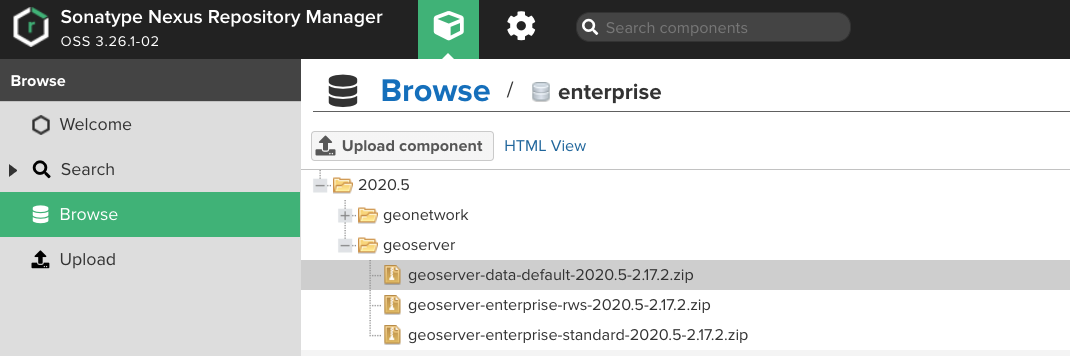 Sonatype Nexus Repository Manager
OSS 3.26.1-02
Search components
Browse
Browse / enterprise
Welcome
Upload component HTML View
Search
2020.5
geonetwork
Browse
geoserver
Upload
geoserver-data-default-2020.5-2.17.2.zip
geoserver-enterprise-rws-2020.5-2.17.2.zip
geoserver-enterprise-standard-2020.5-2.17.2.zip